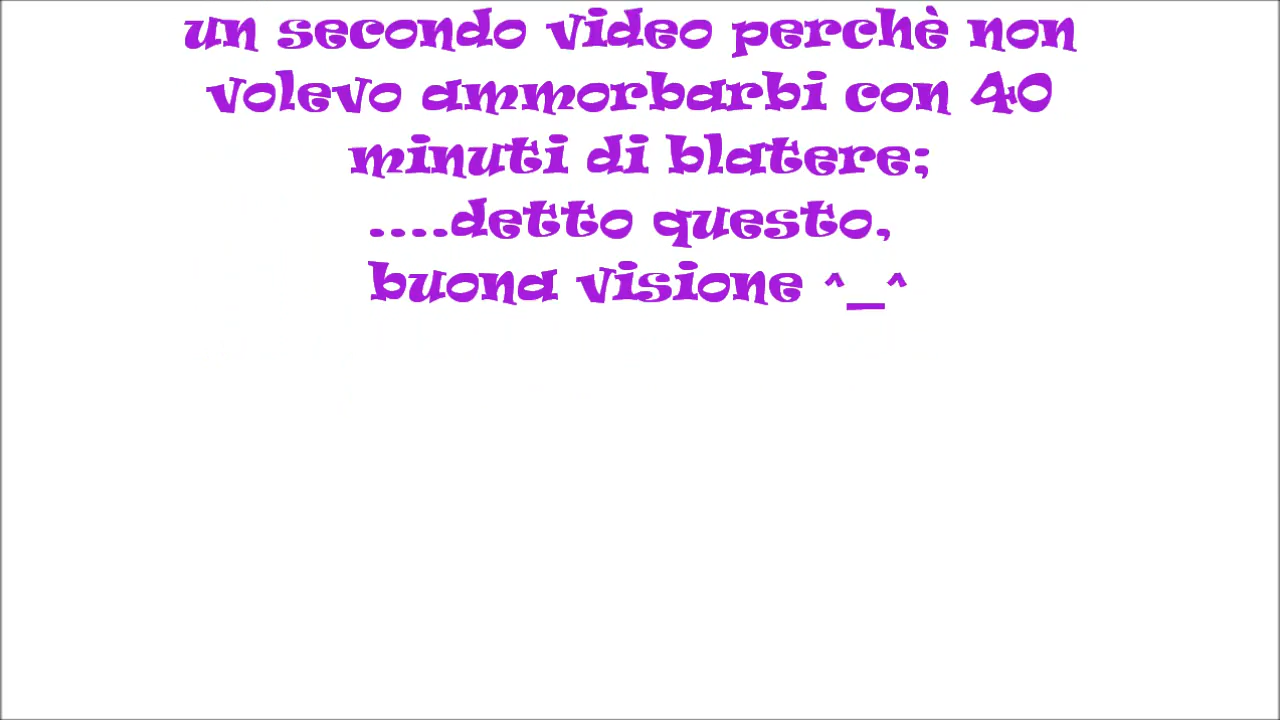 un secondo video perchè non
volevo ammorbarbi con 40
minuti di blatere;
....detto questo,
buona visione ^_^